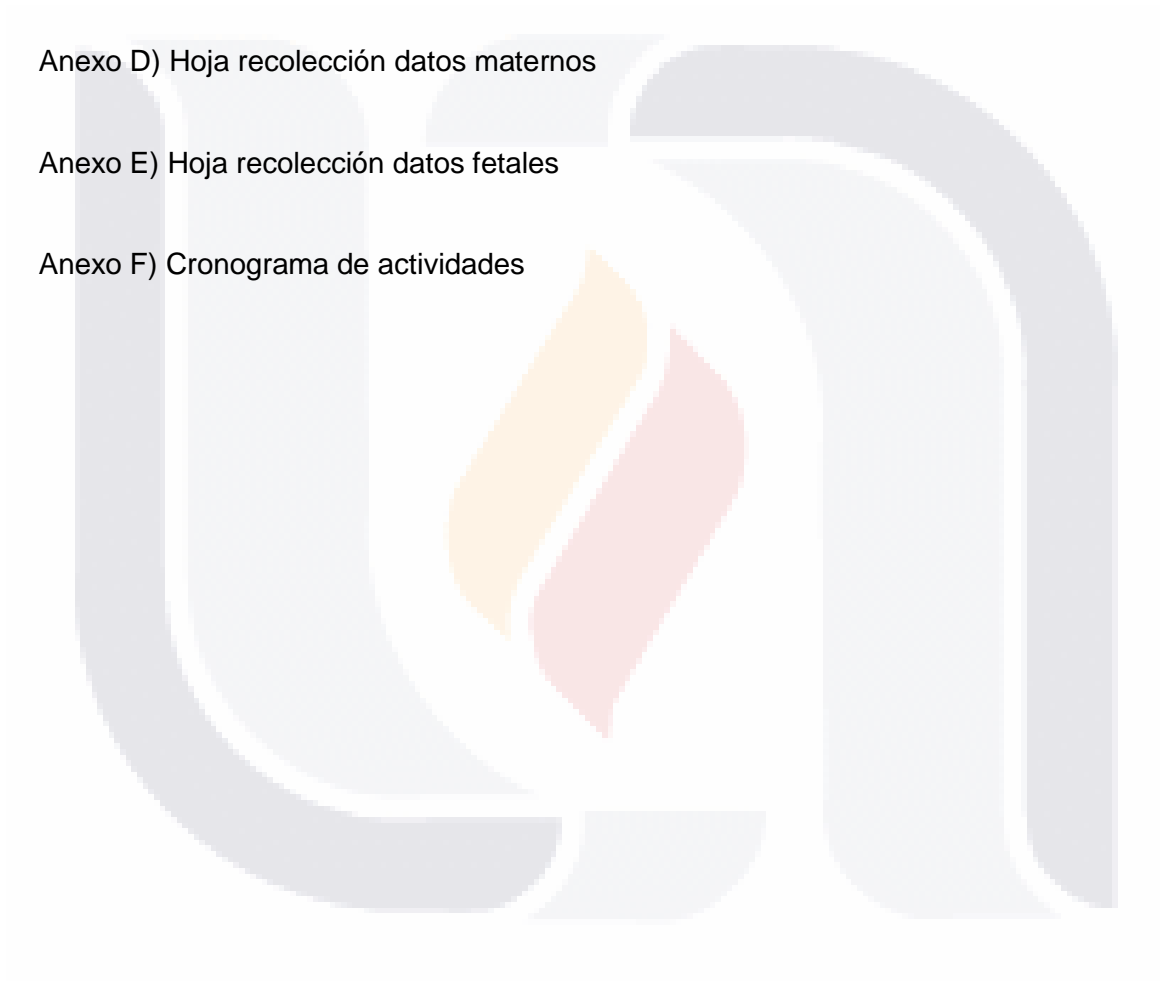 Anexo D) Hoja recolección datos maternos
Anexo E) Hoja recolección datos fetales
Anexo F) Cronograma de actividades